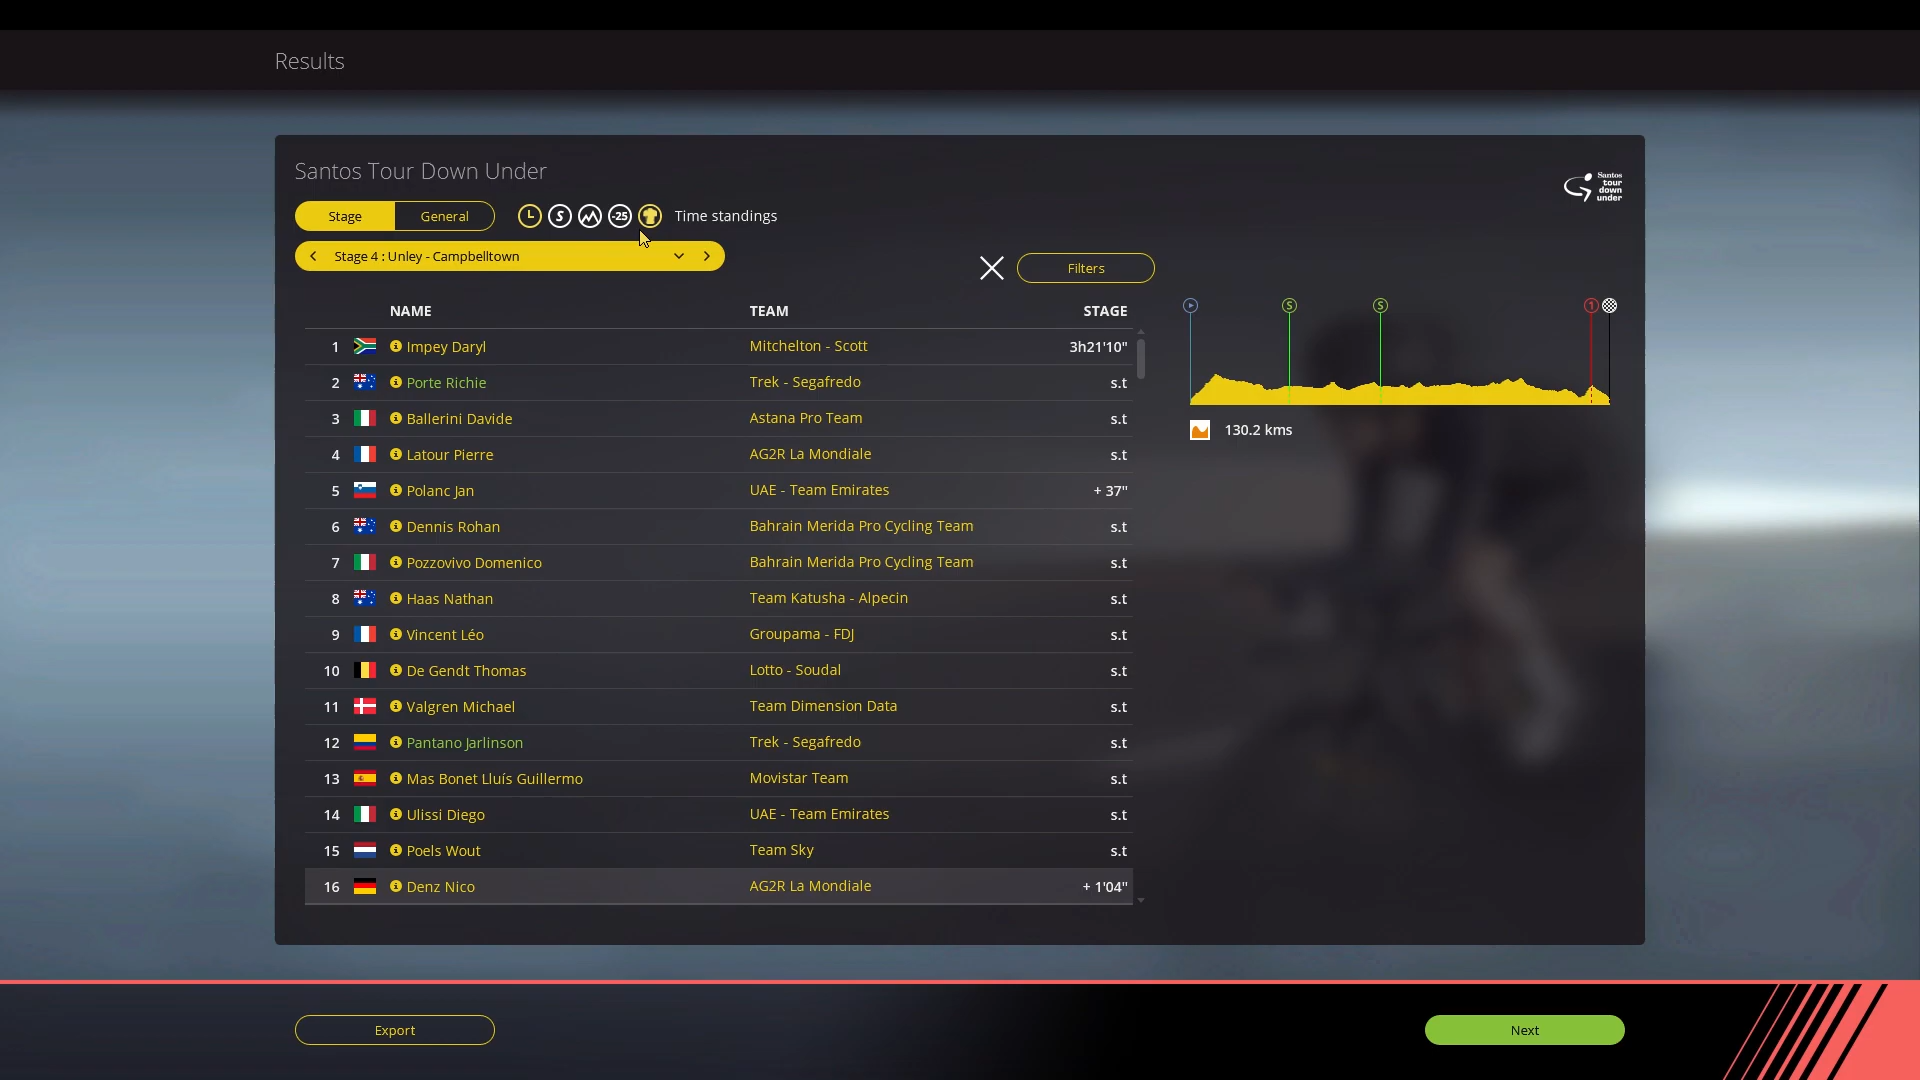 Results
Santos Tour Down Under
Santos
tour
down
under
Stage General S -25 Time standings
Stage 4 : Unley - Campbelltown
Filters
NAME TEAM STAGE
S S 1
1 Impey Daryl Mitchelton - Scott 3h21'10"
2 Porte Richie Trek - Segafredo s.t
3 Ballerini Davide Astana Pro Team s.t
130.2 kms
4 Latour Pierre AG2R La Mondiale s.t
5 Polanc Jan UAE - Team Emirates + 37"
6 Dennis Rohan Bahrain Merida Pro Cycling Team s.t
7 Pozzovivo Domenico Bahrain Merida Pro Cycling Team s.t
8 Haas Nathan Team Katusha - Alpecin s.t
9 Vincent Léo Groupama - FDJ s.t
10 De Gendt Thomas Lotto - Soudal s.t
11 Valgren Michael Team Dimension Data s.t
12 Pantano Jarlinson Trek - Segafredo s.t
13 Mas Bonet Lluís Guillermo Movistar Team s.t
14 Ulissi Diego UAE - Team Emirates s.t
15 Poels Wout Team Sky s.t
16 Denz Nico AG2R La Mondiale + 1'04"
Export Next